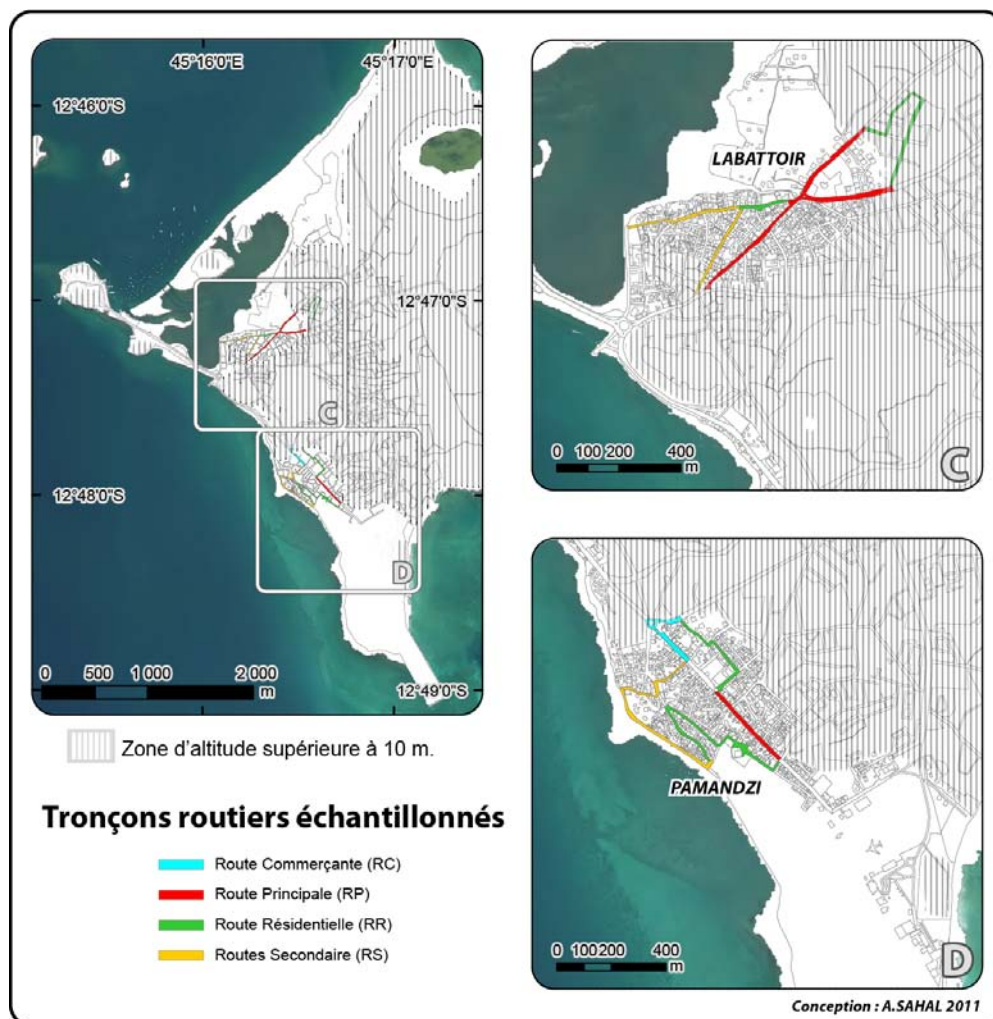 45°16'0"E 45°17'0"E
12°46'0"S
12°47'0"S
12°48'0"S
12°49'0"S
C
D
0 500 1 000 2 000
m
Zone d'altitude supérieure à 10 m.
Tronçons routiers échantillonnés
Route Commerçante (RC)
Route Principale (RP)
Route Résidentielle (RR)
Routes Secondaire (RS)
LABATTOIR
0 100 200 400
m
C
PAMANDZI
0 100 200 400
m
D
Conception : A.SAHAL 2011